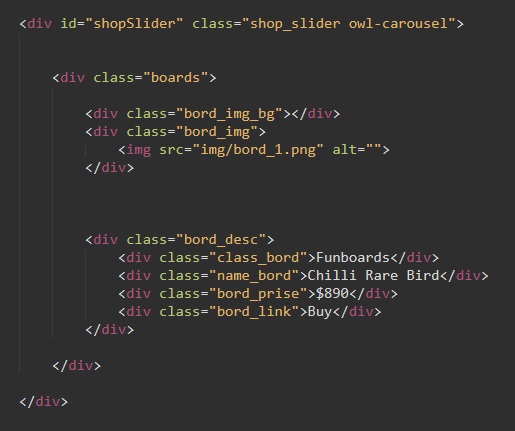 <div id="shopSlider" class="shop_slider owl-carousel">
<div class="boards">
<div class="bord_img_bg"></div>
<div class="bord_img">
<img src="img/bord_1.png" alt="">
</div>
<div class="bord_desc">
<div class="class_bord">Funboards</div>
<div class="name_bord">Chilli Rare Bird</div>
<div class="bord_prise">$890</div>
<div class="bord_link">Buy</div>
</div>
</div>
</div>